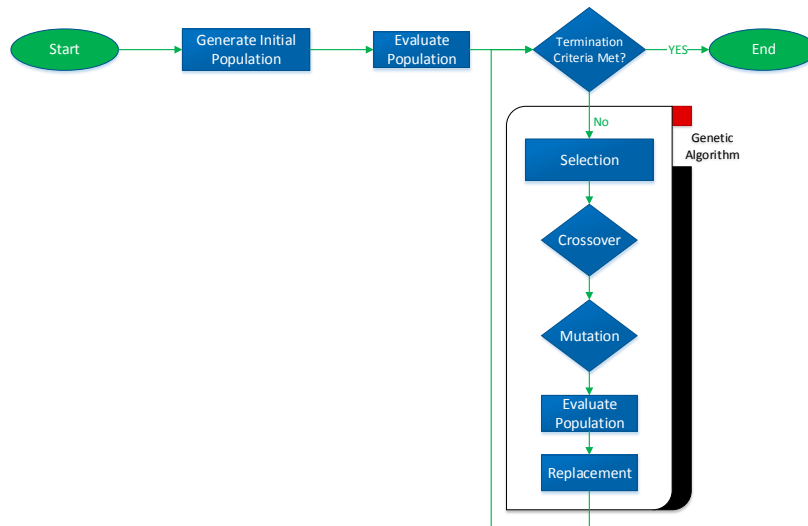 Start
Generate Initial
Population
Evaluate
Population
Termination
Criteria Met?
YES
End
No
Genetic
Algorithm
Selection
Crossover
Mutation
Evaluate
Population
Replacement